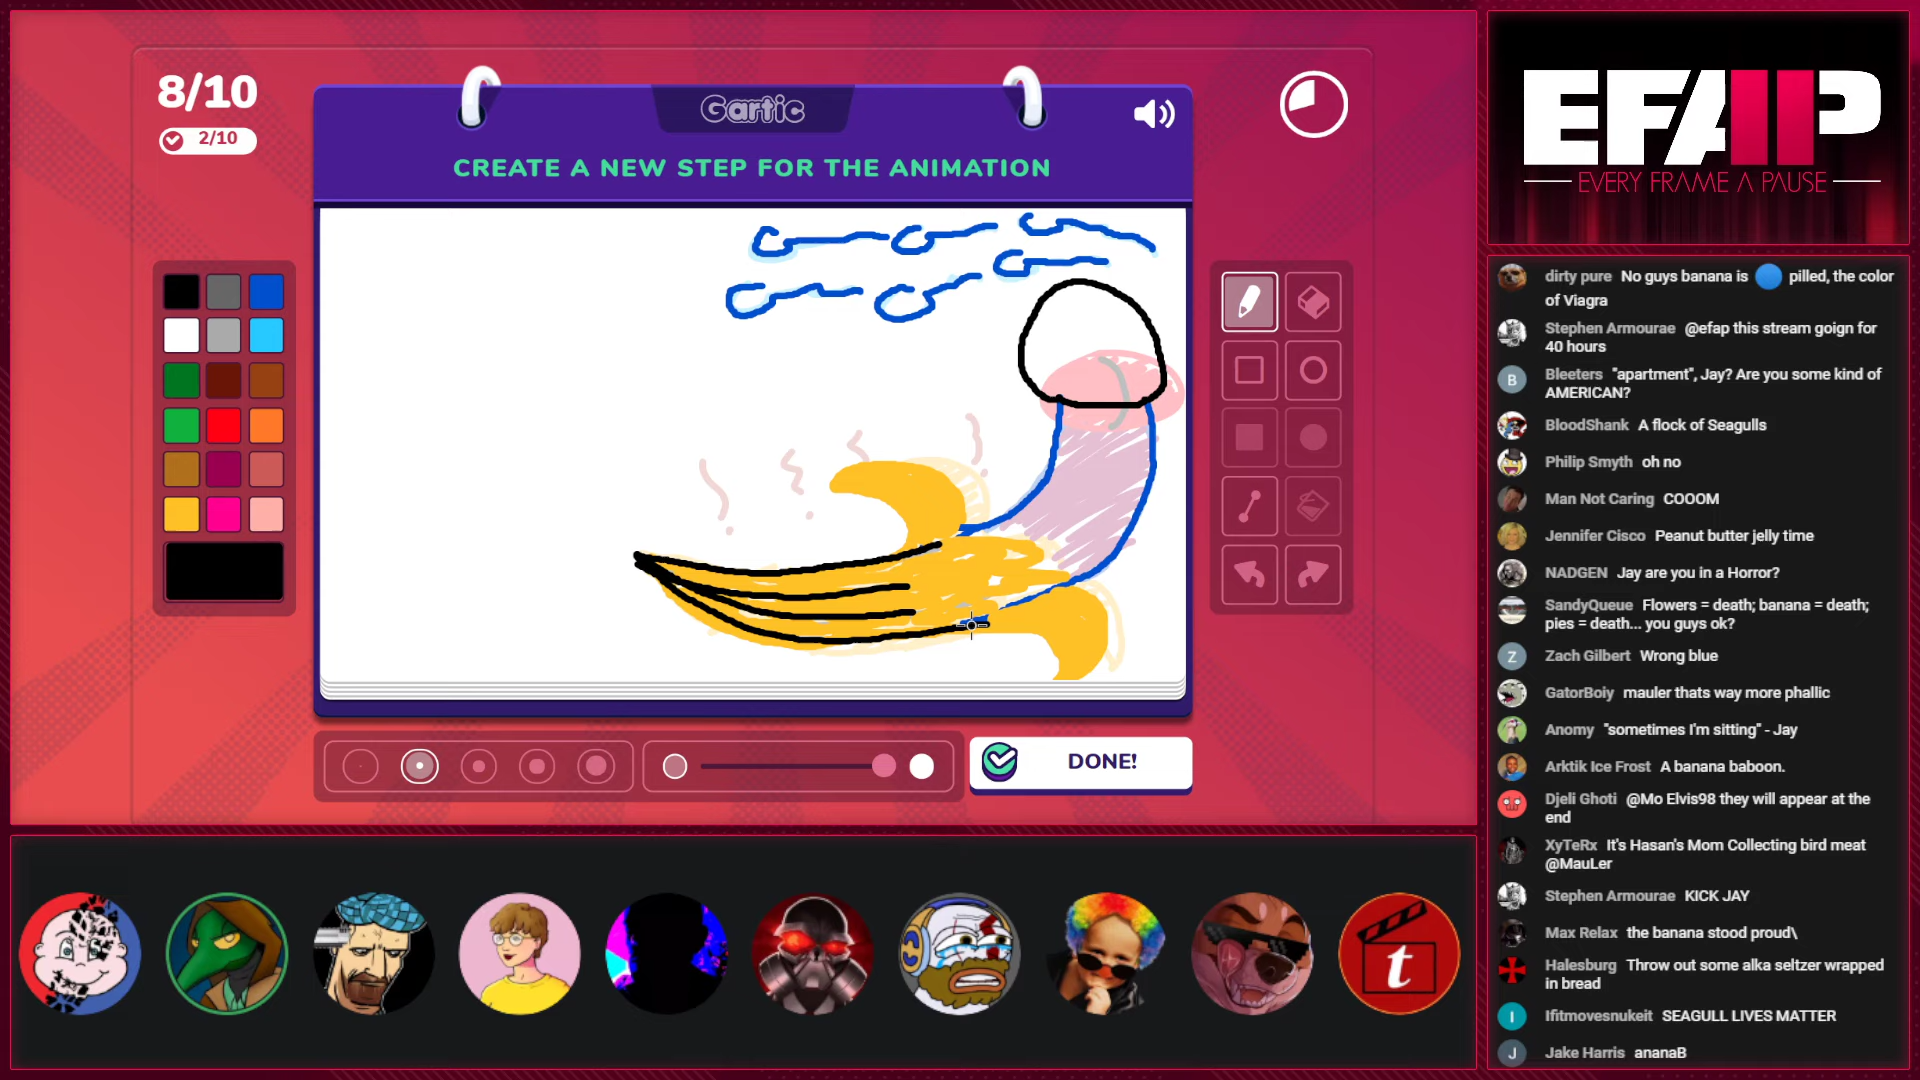 8/10
2/10
Gartic
CREATE A NEW STEP FOR THE ANIMATION
DONE!
EFAP
EVERY FRAME A PAUSE
dirty pure No guys banana is 🔵 pilled, the color
of Viagra
Stephen Armourae @efap this stream goign for
40 hours
B
Bleeters "apartment", Jay? Are you some kind of
AMERICAN?
BloodShank A flock of Seagulls
Philip Smyth oh no
Man Not Caring COOOM
Jennifer Cisco Peanut butter jelly time
NADGEN Jay are you in a Horror?
SandyQueue Flowers = death; banana = death;
pies = death... you guys ok?
Z
Zach Gilbert Wrong blue
GatorBoiy mauler thats way more phallic
Anomy "sometimes I'm sitting" - Jay
Arktik Ice Frost A banana baboon.
Djeli Ghoti @Mo Elvis98 they will appear at the
end
XyTeRx It's Hasan's Mom Collecting bird meat
@MauLer
Stephen Armourae KICK JAY
Max Relax the banana stood proud\
Halesburg Throw out some alka seltzer wrapped
in bread
I
Ifitmovesnukeit SEAGULL LIVES MATTER
J
Jake Harris ananaB
t